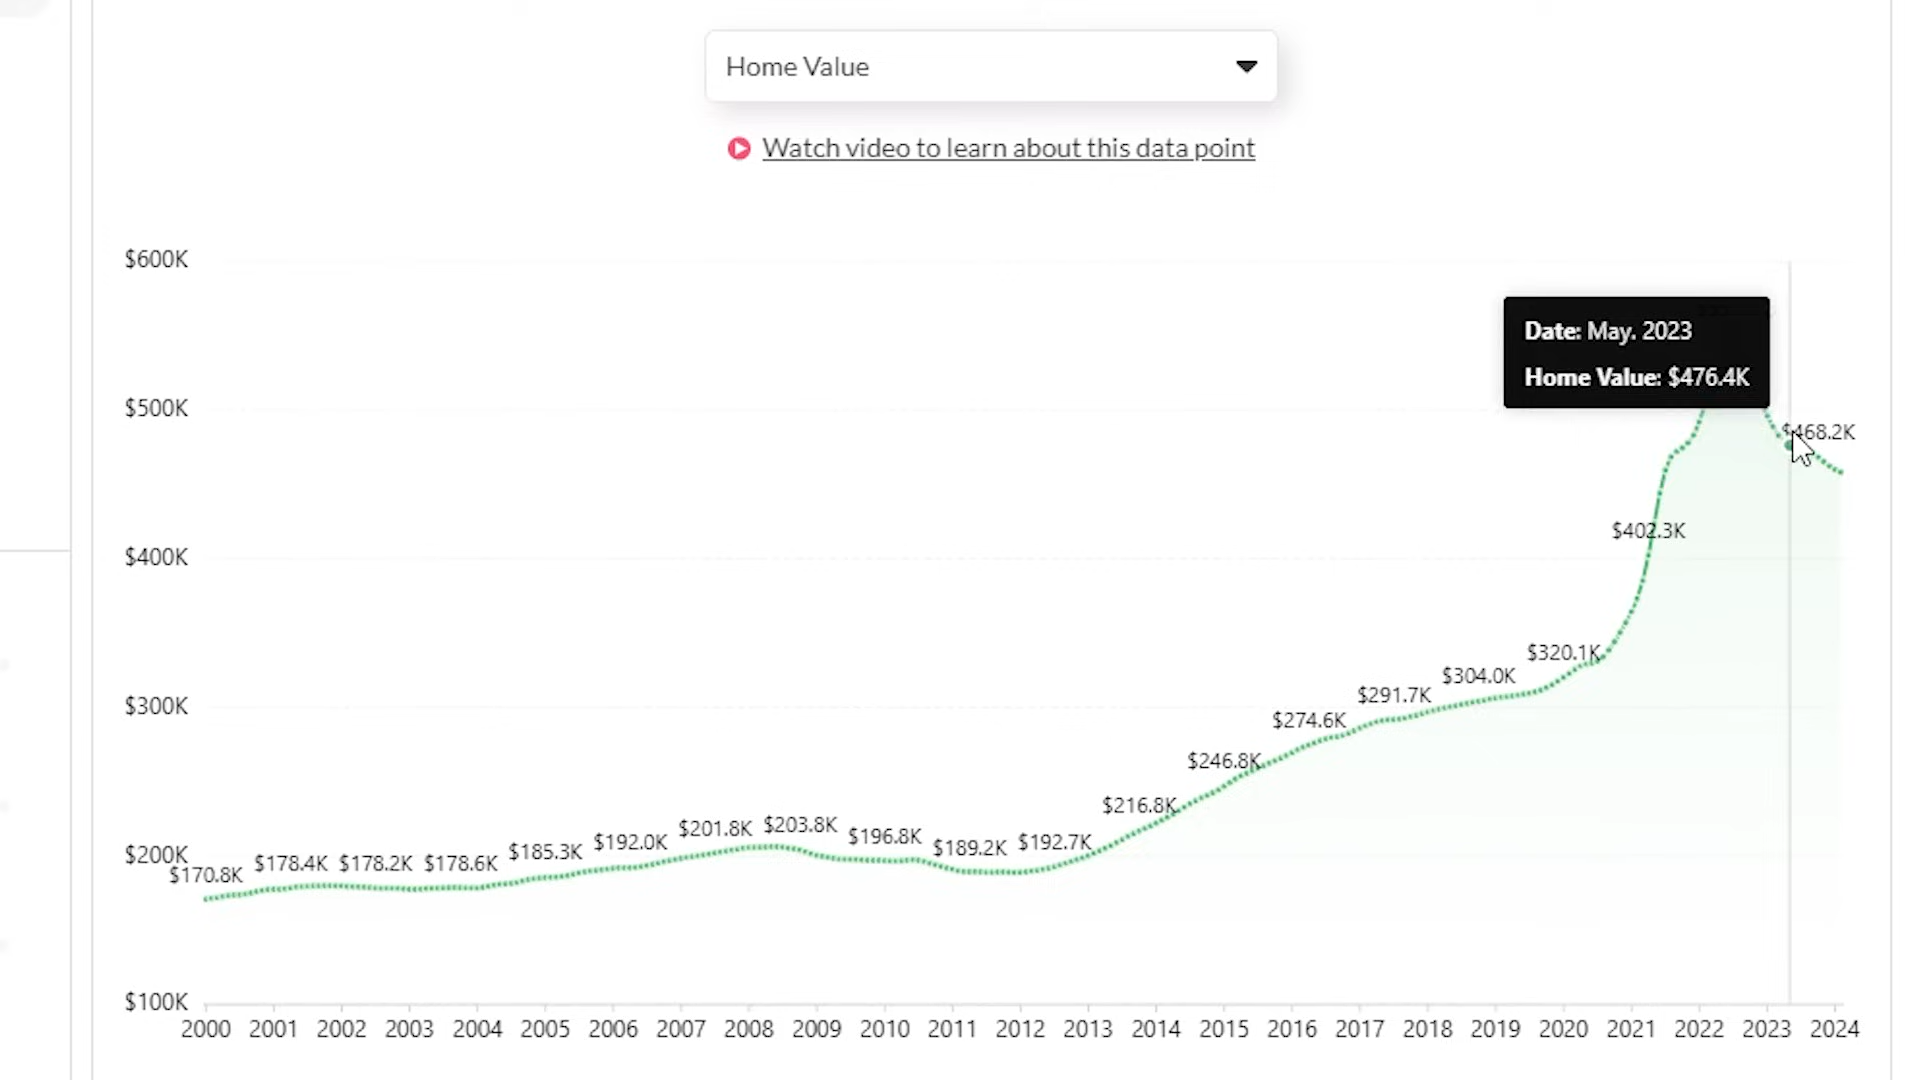 Home Value
Watch video to learn about this data point
$600K
$500K
$400K
$300K
$200K
$100K
Date: May. 2023
Home Value: $476.4K
$468.2K
$402.3K
$320.1K
$304.0K
$291.7K
$274.6K
$246.8K
$216.8K
$170.8K
$178.4K
$178.2K
$178.6K
$185.3K
$192.0K
$201.8K
$203.8K
$196.8K
$189.2K
$192.7K
2000 2001 2002 2003 2004 2005 2006 2007 2008 2009 2010 2011 2012 2013 2014 2015 2016 2017 2018 2019 2020 2021 2022 2023 2024